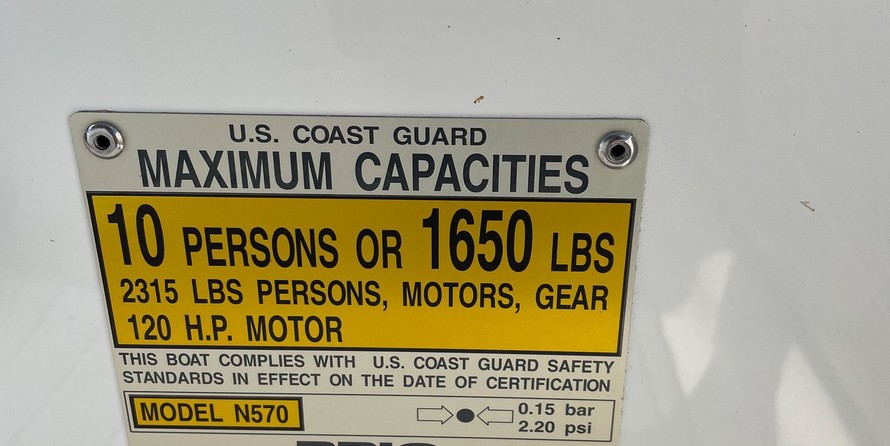 U.S. COAST GUARD
MAXIMUM CAPACITIES
10 PERSONS OR 1650 LBS
2315 LBS PERSONS, MOTORS, GEAR
120 H.P. MOTOR
THIS BOAT COMPLIES WITH U.S. COAST GUARD SAFETY
STANDARDS IN EFFECT ON THE DATE OF CERTIFICATION
MODEL N570
0.15 bar
2.20 psi